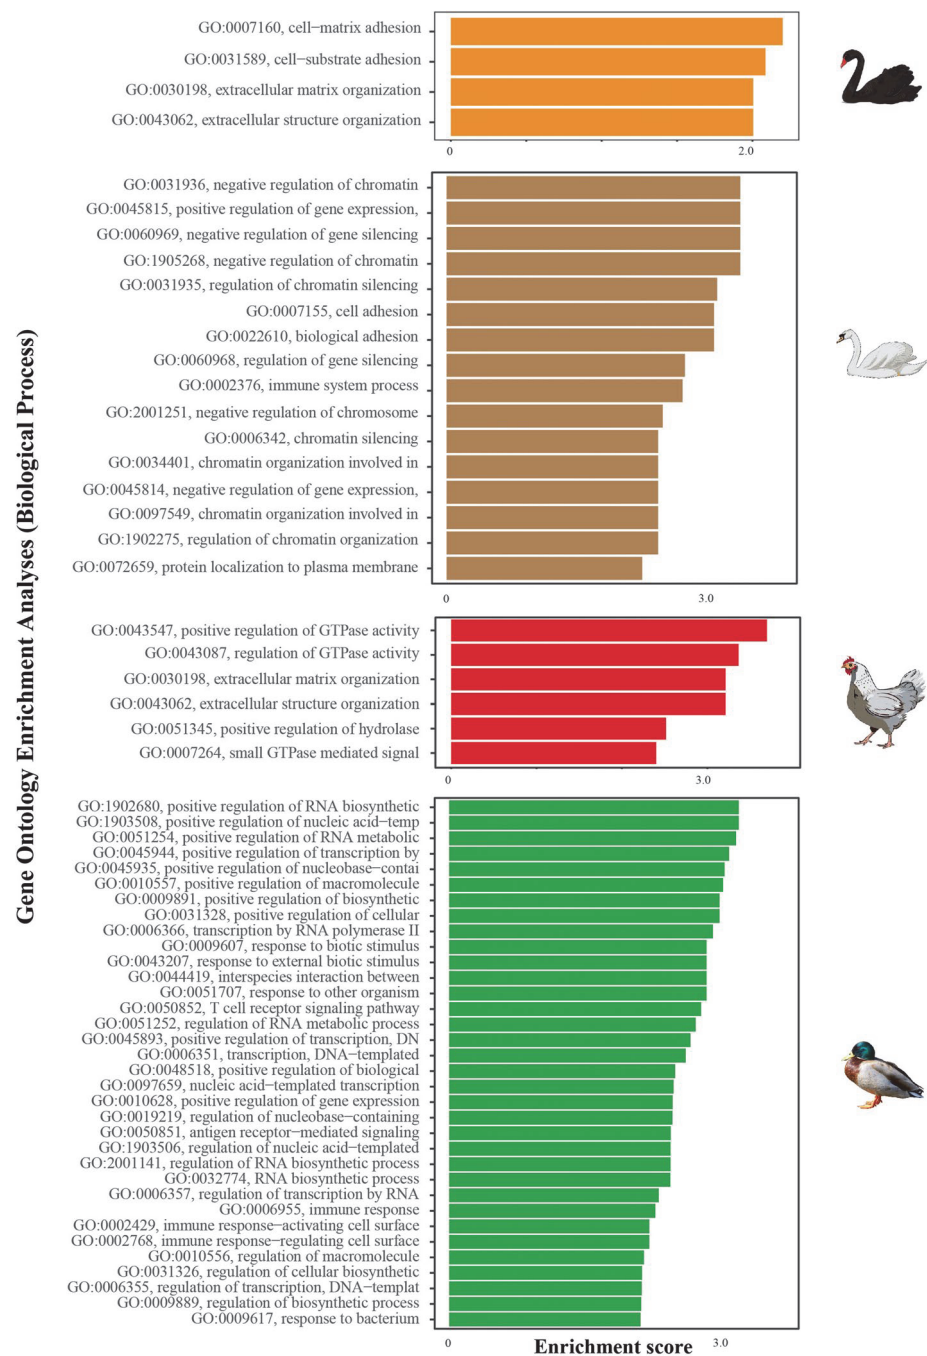 GO:0007160, cell−matrix adhesion
GO:0031589, cell−substrate adhesion
GO:0030198, extracellular matrix organization
GO:0043062, extracellular structure organization
0
2.0
GO:0031936, negative regulation of chromatin
GO:0045815, positive regulation of gene expression,
GO:0060969, negative regulation of gene silencing
GO:1905268, negative regulation of chromatin
GO:0031935, regulation of chromatin silencing
GO:0007155, cell adhesion
GO:0022610, biological adhesion
GO:0060968, regulation of gene silencing
GO:0002376, immune system process
GO:2001251, negative regulation of chromosome
GO:0006342, chromatin silencing
GO:0034401, chromatin organization involved in
GO:0045814, negative regulation of gene expression,
GO:0097549, chromatin organization involved in
GO:1902275, regulation of chromatin organization
GO:0072659, protein localization to plasma membrane
0
3.0
Gene Ontology Enrichment Analyses (Biological Process)
GO:0043547, positive regulation of GTPase activity
GO:0043087, regulation of GTPase activity
GO:0030198, extracellular matrix organization
GO:0043062, extracellular structure organization
GO:0051345, positive regulation of hydrolase
GO:0007264, small GTPase mediated signal
0
3.0
GO:1902680, positive regulation of RNA biosynthetic
GO:1903508, positive regulation of nucleic acid−temp
GO:0051254, positive regulation of RNA metabolic
GO:0045944, positive regulation of transcription by
GO:0045935, positive regulation of nucleobase−contai
GO:0010557, positive regulation of macromolecule
GO:0009891, positive regulation of biosynthetic
GO:0031328, positive regulation of cellular
GO:0006366, transcription by RNA polymerase II
GO:0009607, response to biotic stimulus
GO:0043207, response to external biotic stimulus
GO:0044419, interspecies interaction between
GO:0051707, response to other organism
GO:0050852, T cell receptor signaling pathway
GO:0051252, regulation of RNA metabolic process
GO:0045893, positive regulation of transcription, DN
GO:0006351, transcription, DNA−templated
GO:0048518, positive regulation of biological
GO:0097659, nucleic acid−templated transcription
GO:0010628, positive regulation of gene expression
GO:0019219, regulation of nucleobase−containing
GO:0050851, antigen receptor−mediated signaling
GO:1903506, regulation of nucleic acid−templated
GO:2001141, regulation of RNA biosynthetic process
GO:0032774, RNA biosynthetic process
GO:0006357, regulation of transcription by RNA
GO:0006955, immune response
GO:0002429, immune response−activating cell surface
GO:0002768, immune response−regulating cell surface
GO:0010556, regulation of macromolecule
GO:0031326, regulation of cellular biosynthetic
GO:0006355, regulation of transcription, DNA−templat
GO:0009889, regulation of biosynthetic process
GO:0009617, response to bacterium
0
3.0
Enrichment score